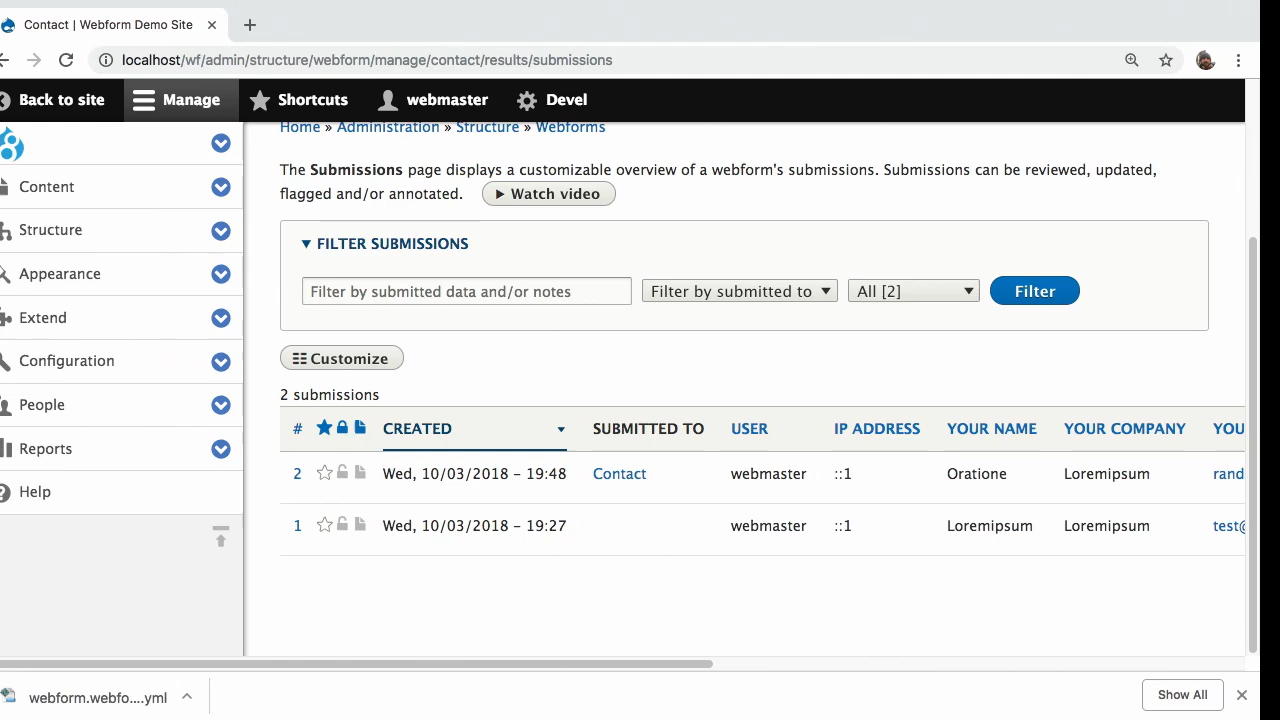 Contact | Webform Demo Site
localhost/wf/admin/structure/webform/manage/contact/results/submissions
Back to site Manage Shortcuts webmaster Devel
Home » Administration » Structure » Webforms
Content
Structure
Appearance
Extend
Configuration
People
Reports
Help
The Submissions page displays a customizable overview of a webform's submissions. Submissions can be reviewed, updated,
flagged and/or annotated. Watch video
FILTER SUBMISSIONS
Filter by submitted data and/or notes Filter by submitted to All [2] Filter
Customize
2 submissions
# CREATED SUBMITTED TO USER IP ADDRESS YOUR NAME YOUR COMPANY YOU
2 Wed, 10/03/2018 - 19:48 Contact webmaster ::1 Oratione Loremipsum rand
1 Wed, 10/03/2018 - 19:27 webmaster ::1 Loremipsum Loremipsum test@
webform.webfo....yml Show All